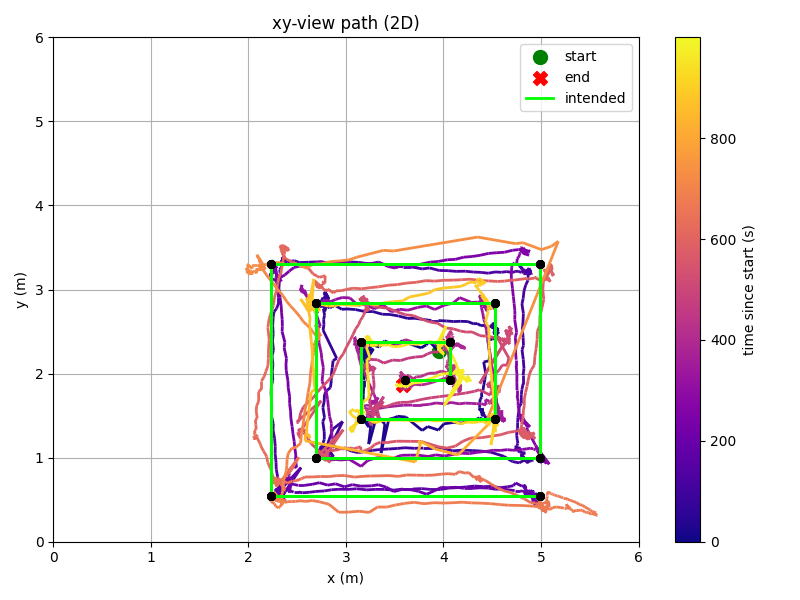 xy-view path (2D)
start
end
intended
y (m)
6
5
4
3
2
1
0
0 1 2 3 4 5 6
x (m)
800
600
400
200
0
time since start (s)